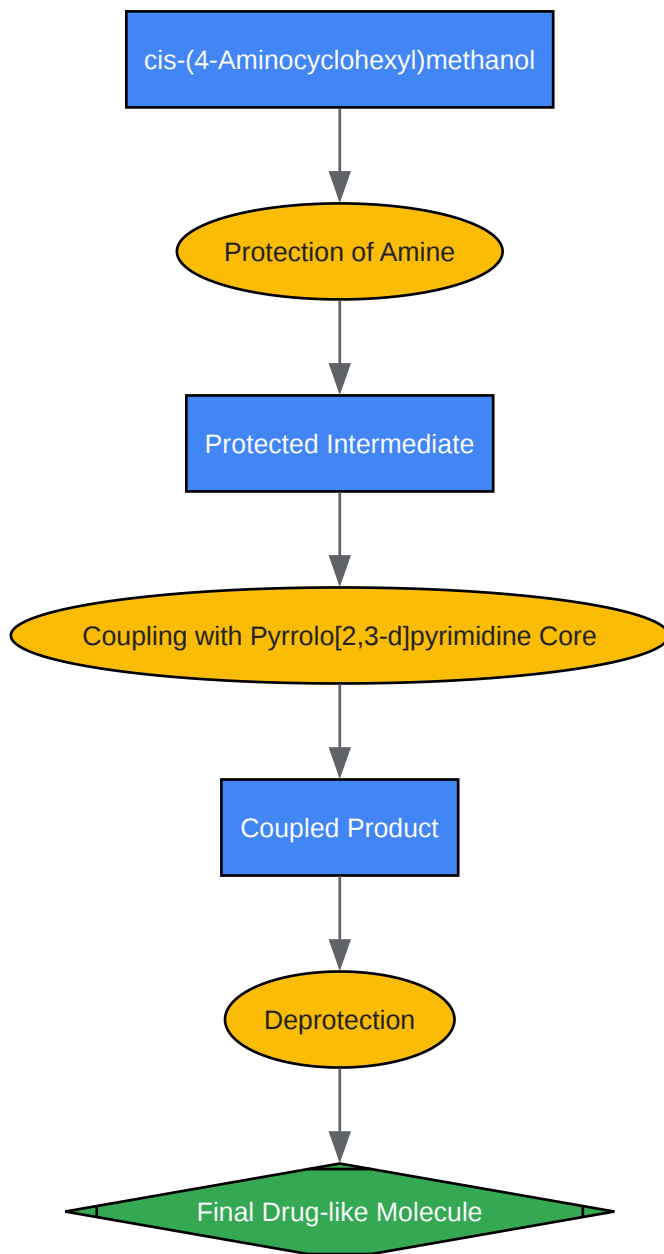 cis-(4-Aminocyclohexyl)methanol
Protection of Amine
Protected Intermediate
Coupling with Pyrrolo[2,3-d]pyrimidine Core
Coupled Product
Deprotection
Final Drug-like Molecule